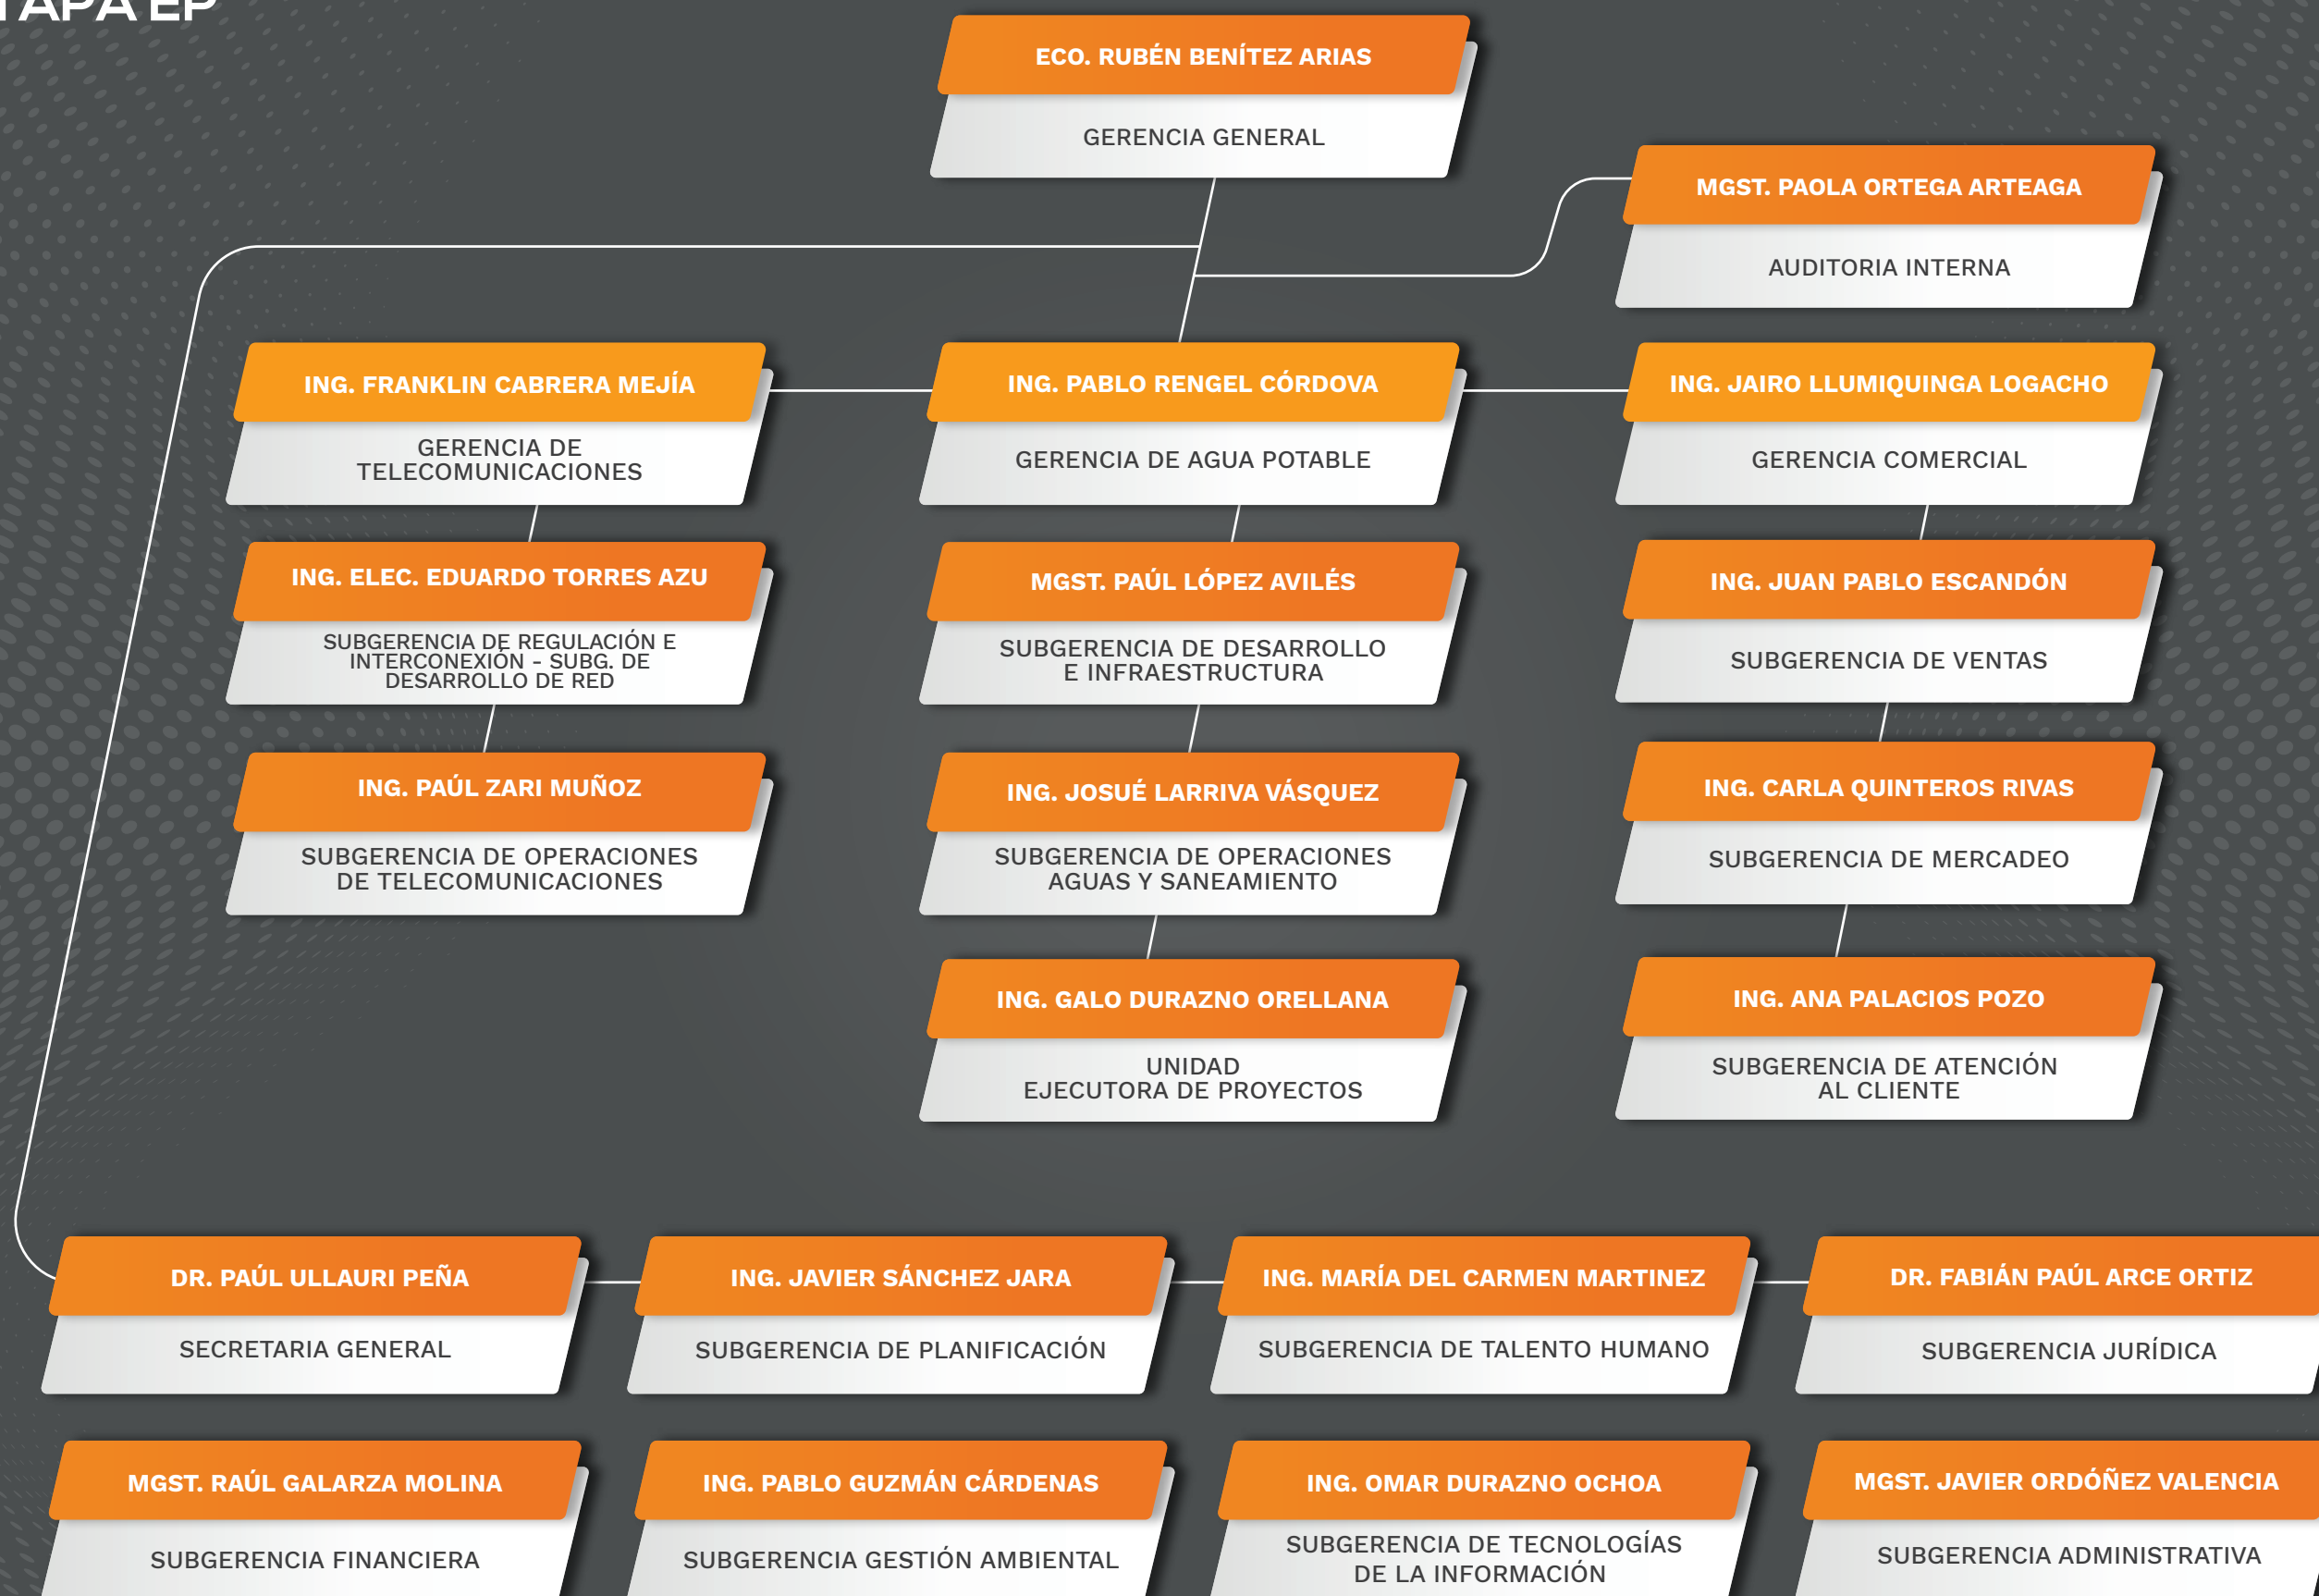 EP
ECO. RUBÉN BENÍTEZ ARIAS
GERENCIA GENERAL
MGST. PAOLA ORTEGA ARTEAGA
AUDITORIA INTERNA
ING. FRANKLIN CABRERA MEJÍA
GERENCIA DE
TELECOMUNICACIONES
ING. PABLO RENGEL CÓRDOVA
GERENCIA DE AGUA POTABLE
ING. JAIRO LLUMIQUINGA LOGACHO
GERENCIA COMERCIAL
ING. ELEC. EDUARDO TORRES AZU
SUBGERENCIA DE REGULACIÓN E
INTERCONEXIÓN - SUBG. DE
DESARROLLO DE RED
MGST. PAÚL LÓPEZ AVILÉS
SUBGERENCIA DE DESARROLLO
E INFRAESTRUCTURA
ING. JUAN PABLO ESCANDÓN
SUBGERENCIA DE VENTAS
ING. PAÚL ZARI MUÑOZ
SUBGERENCIA DE OPERACIONES
DE TELECOMUNICACIONES
ING. JOSUÉ LARRIVA VÁSQUEZ
SUBGERENCIA DE OPERACIONES
AGUAS Y SANEAMIENTO
ING. CARLA QUINTEROS RIVAS
SUBGERENCIA DE MERCADEO
ING. GALO DURAZNO ORELLANA
UNIDAD
EJECUTORA DE PROYECTOS
ING. ANA PALACIOS POZO
SUBGERENCIA DE ATENCIÓN
AL CLIENTE
DR. PAÚL ULLAURI PEÑA
SECRETARIA GENERAL
ING. JAVIER SÁNCHEZ JARA
SUBGERENCIA DE PLANIFICACIÓN
ING. MARÍA DEL CARMEN MARTINEZ
SUBGERENCIA DE TALENTO HUMANO
DR. FABIÁN PAÚL ARCE ORTIZ
SUBGERENCIA JURÍDICA
MGST. RAÚL GALARZA MOLINA
SUBGERENCIA FINANCIERA
ING. PABLO GUZMÁN CÁRDENAS
SUBGERENCIA GESTIÓN AMBIENTAL
ING. OMAR DURAZNO OCHOA
SUBGERENCIA DE TECNOLOGÍAS
DE LA INFORMACIÓN
MGST. JAVIER ORDÓÑEZ VALENCIA
SUBGERENCIA ADMINISTRATIVA